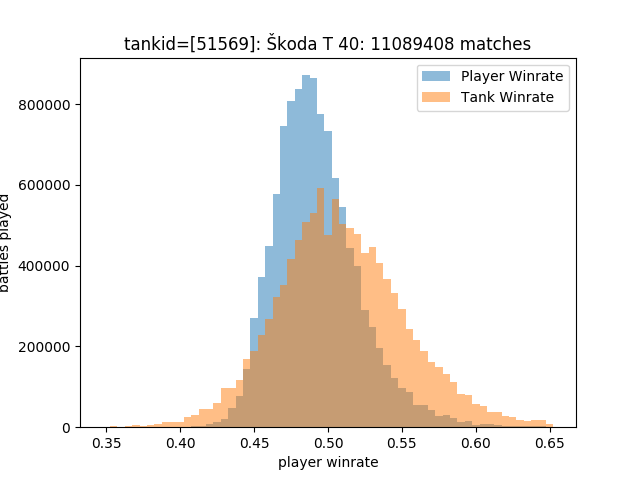 tankid=[51569]: Škoda T 40: 11089408 matches
Player Winrate
Tank Winrate
battles played
800000
600000
400000
200000
0
0.35 0.40 0.45 0.50 0.55 0.60 0.65
player winrate